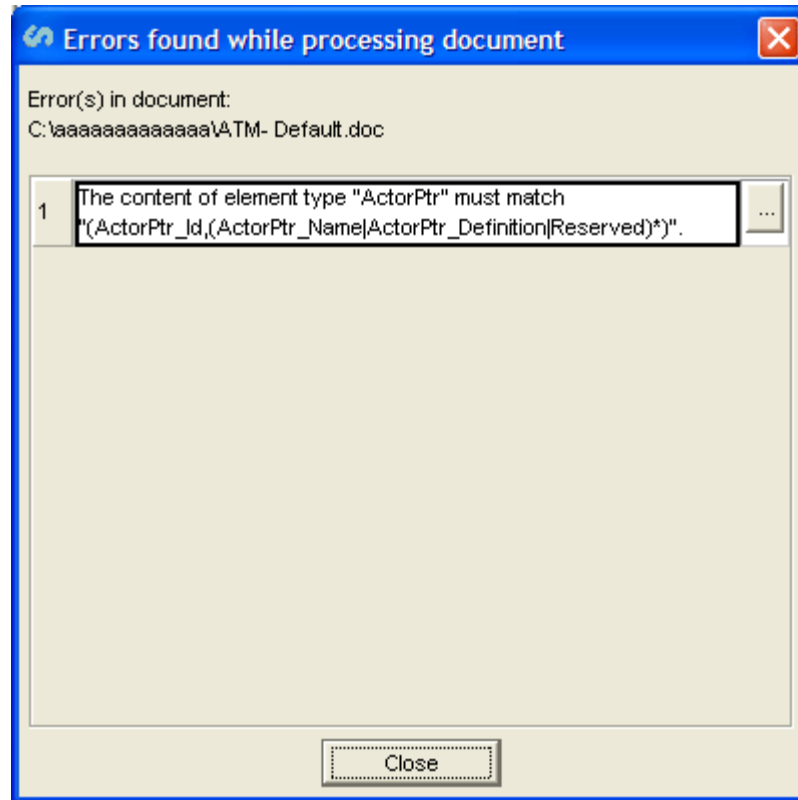 Errors found while processing document
Error(s) in document:
C:\aaaaaaaaaaaaa\ATM- Default.doc
1
The content of element type "ActorPtr" must match
"(ActorPtr_Id,(ActorPtr_Name|ActorPtr_Definition|Reserved)*)".
...
Close